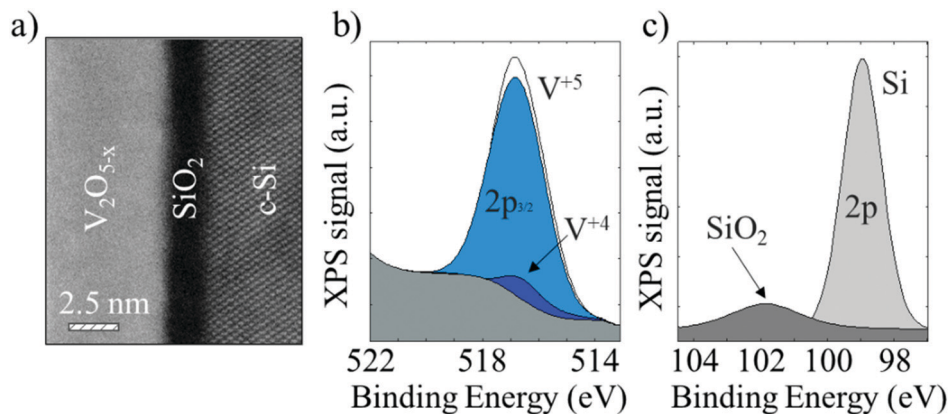 a)
V₂O₅₋ₓ
SiO₂
c-Si
2.5 nm
b)
XPS signal (a.u.)
V⁺⁵
2p₃/₂
V⁺⁴
522 518 514
Binding Energy (eV)
c)
XPS signal (a.u.)
Si
2p
SiO₂
104 102 100 98
Binding Energy (eV)